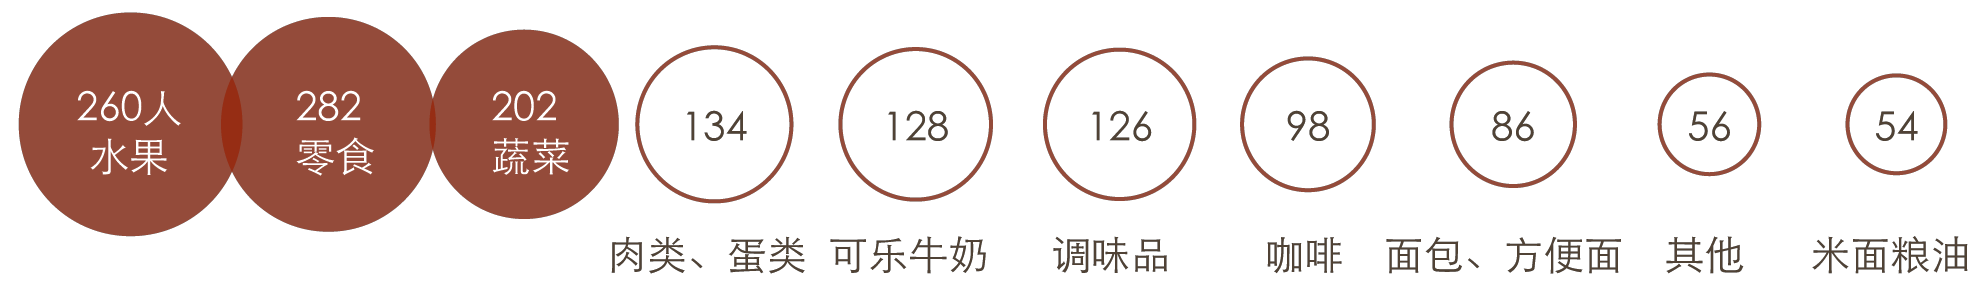 260人
水果
282
零食
202
蔬菜
134
肉类、蛋类
128
可乐牛奶
126
调味品
98
咖啡
86
面包、方便面
56
其他
54
米面粮油